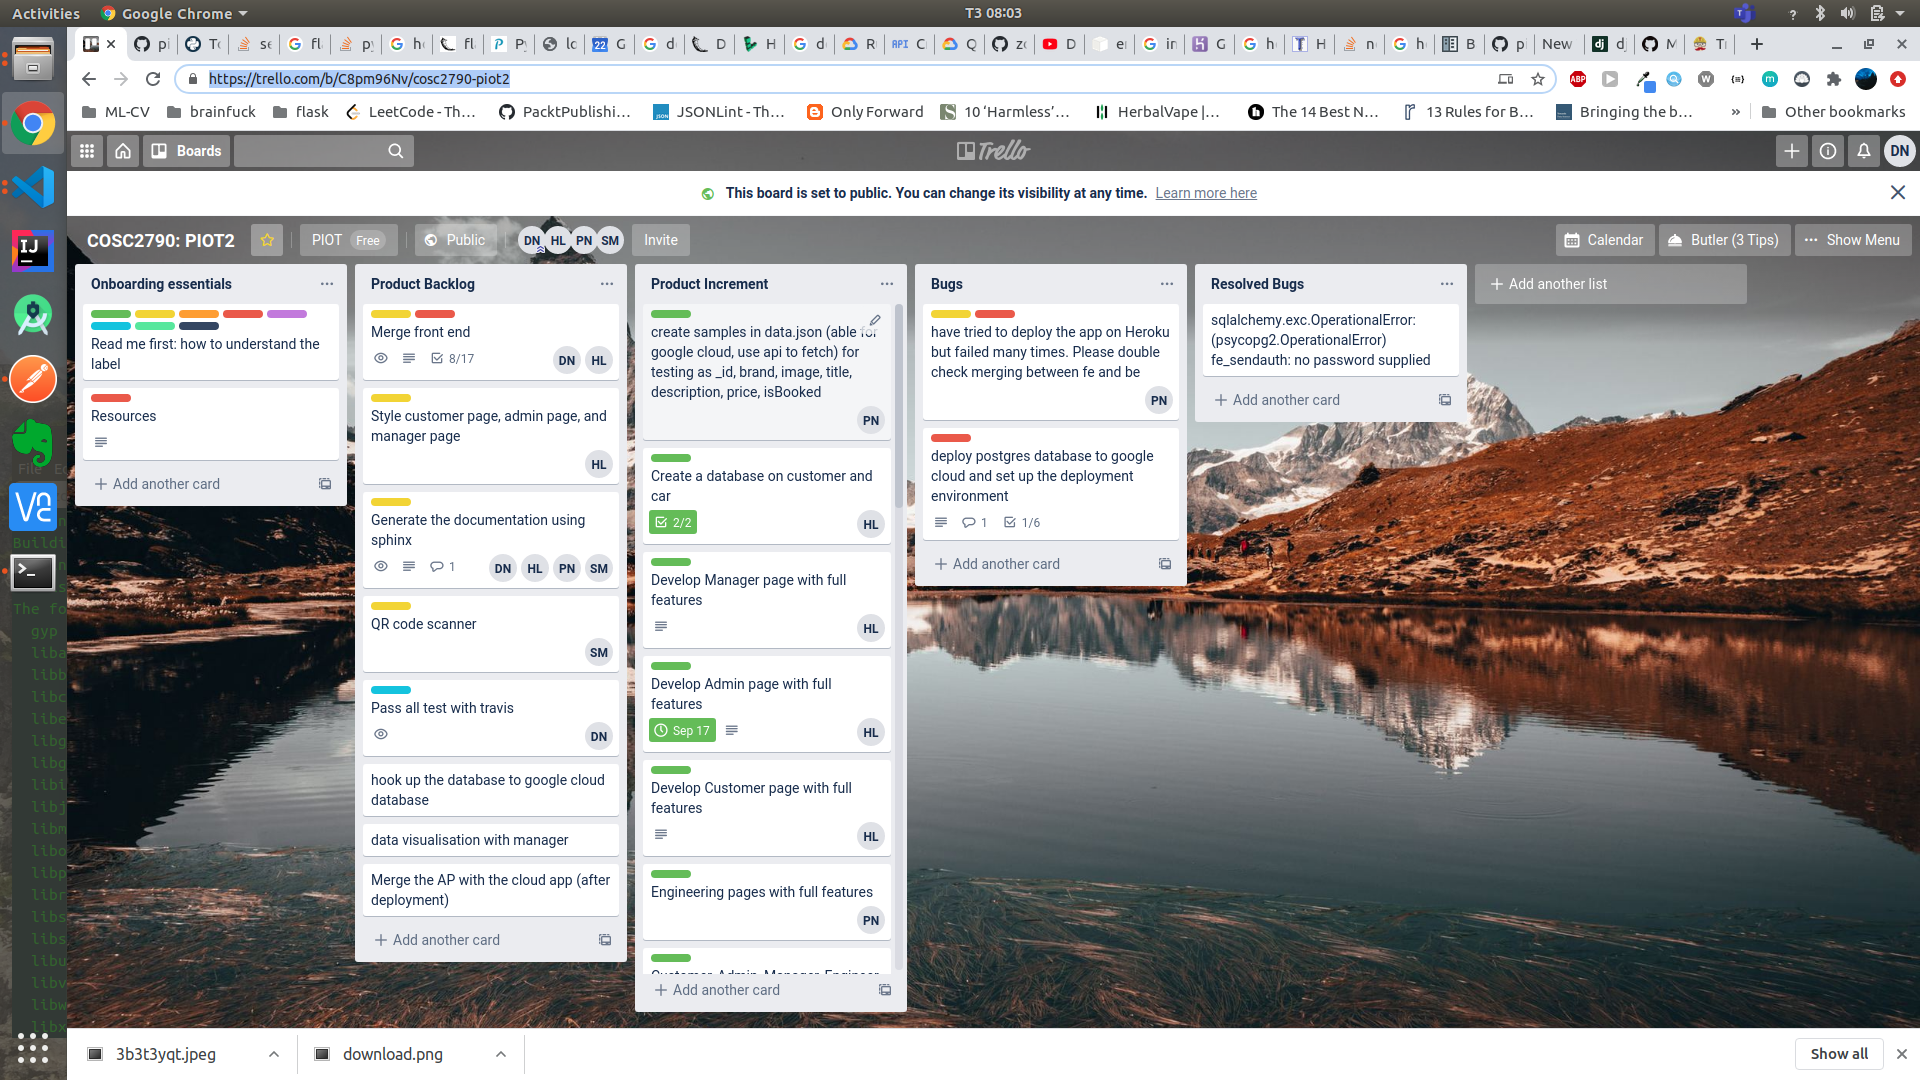 Activities
Google Chrome
T3 08:03
New
https://trello.com/b/C8pm96Nv/cosc2790-piot2
ML-CV
brainfuck
flask
LeetCode - Th...
PacktPublishi...
JSONLint - Th...
Only Forward
10 ‘Harmless’...
HerbalVape |...
The 14 Best N...
13 Rules for B...
Bringing the b...
»
Other bookmarks
Boards
Trello
DN
This board is set to public. You can change its visibility at any time. Learn more here
COSC2790: PIOT2
PIOT Free
Public
DN HL PN SM
Invite
Calendar
Butler (3 Tips)
Show Menu
Onboarding essentials
Read me first: how to understand the
label
Resources
Add another card
Product Backlog
Merge front end
8/17
DN HL
Style customer page, admin page, and
manager page
HL
Generate the documentation using
sphinx
1
DN HL PN SM
QR code scanner
SM
Pass all test with travis
DN
hook up the database to google cloud
database
data visualisation with manager
Merge the AP with the cloud app (after
deployment)
Add another card
Product Increment
create samples in data.json (able for
google cloud, use api to fetch) for
testing as _id, brand, image, title,
description, price, isBooked
PN
Create a database on customer and
car
2/2
HL
Develop Manager page with full
features
HL
Develop Admin page with full
features
Sep 17
HL
Develop Customer page with full
features
HL
Engineering pages with full features
PN
Customer, Admin, Manager, Engineer
Add another card
Bugs
have tried to deploy the app on Heroku
but failed many times. Please double
check merging between fe and be
PN
deploy postgres database to google
cloud and set up the deployment
environment
1
1/6
Add another card
Resolved Bugs
sqlalchemy.exc.OperationalError:
(psycopg2.OperationalError)
fe_sendauth: no password supplied
Add another card
Add another list
3b3t3yqt.jpeg
download.png
Show all